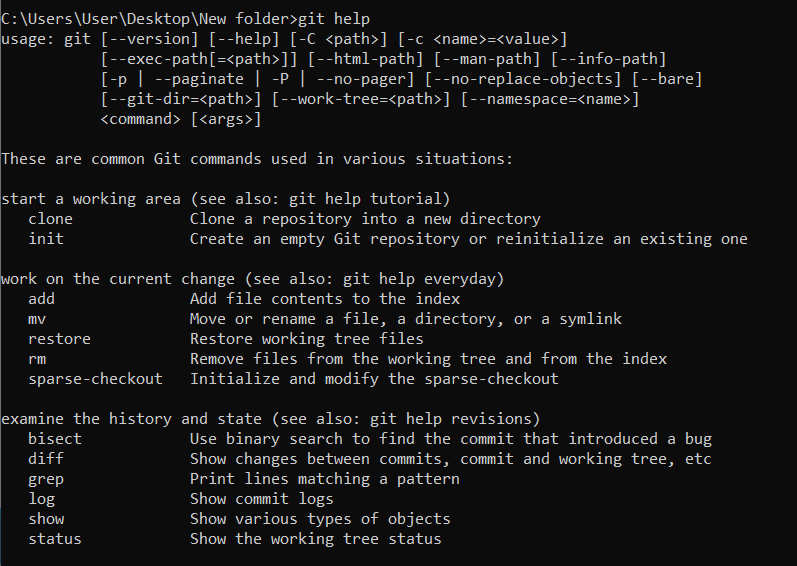 C:\Users\User\Desktop\New folder>git help
usage: git [--version] [--help] [-C <path>] [-c <name>=<value>]
           [--exec-path[=<path>]] [--html-path] [--man-path] [--info-path]
           [-p | --paginate | -P | --no-pager] [--no-replace-objects] [--bare]
           [--git-dir=<path>] [--work-tree=<path>] [--namespace=<name>]
           <command> [<args>]

These are common Git commands used in various situations:

start a working area (see also: git help tutorial)
   clone             Clone a repository into a new directory
   init              Create an empty Git repository or reinitialize an existing one

work on the current change (see also: git help everyday)
   add               Add file contents to the index
   mv                Move or rename a file, a directory, or a symlink
   restore           Restore working tree files
   rm                Remove files from the working tree and from the index
   sparse-checkout   Initialize and modify the sparse-checkout

examine the history and state (see also: git help revisions)
   bisect            Use binary search to find the commit that introduced a bug
   diff              Show changes between commits, commit and working tree, etc
   grep              Print lines matching a pattern
   log               Show commit logs
   show              Show various types of objects
   status            Show the working tree status